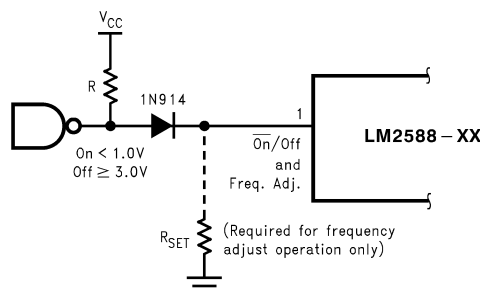 V_CC
R
1N914
1
On < 1.0V
Off ≥ 3.0V
O̅n̅/Off
and
Freq. Adj.
LM2588-XX
R_SET
(Required for frequency
adjust operation only)